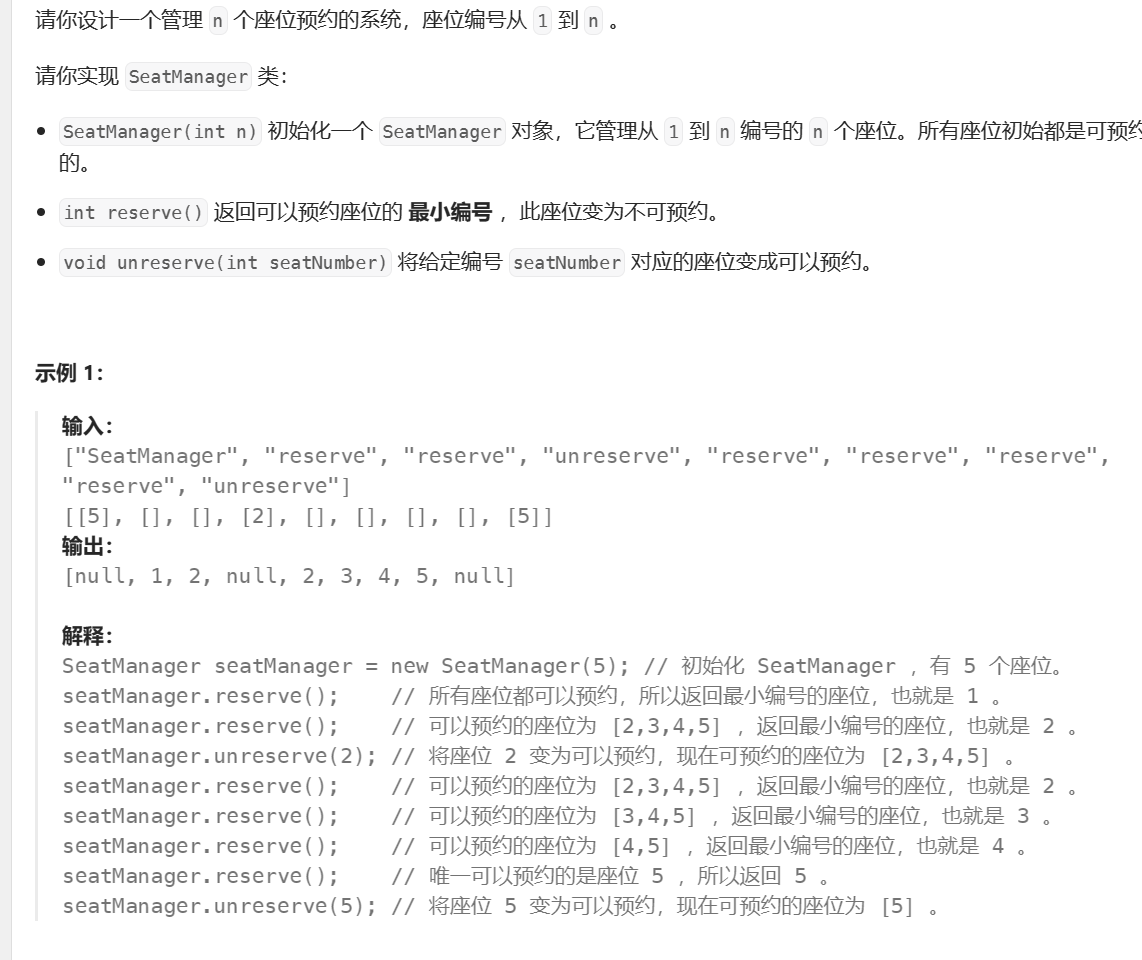 请你设计一个管理 n 个座位预约的系统，座位编号从 1 到 n 。
请你实现 SeatManager 类：
• SeatManager(int n) 初始化一个 SeatManager 对象，它管理从 1 到 n 编号的 n 个座位。所有座位初始都是可预约
的。
• int reserve() 返回可以预约座位的 最小编号 ，此座位变为不可预约。
• void unreserve(int seatNumber) 将给定编号 seatNumber 对应的座位变成可以预约。
示例 1：
输入：
["SeatManager", "reserve", "reserve", "unreserve", "reserve", "reserve", "reserve",
"reserve", "unreserve"]
[[5], [], [], [2], [], [], [], [], [5]]
输出：
[null, 1, 2, null, 2, 3, 4, 5, null]
解释：
SeatManager seatManager = new SeatManager(5); // 初始化 SeatManager ，有 5 个座位。
seatManager.reserve();    // 所有座位都可以预约，所以返回最小编号的座位，也就是 1 。
seatManager.reserve();    // 可以预约的座位为 [2,3,4,5] ，返回最小编号的座位，也就是 2 。
seatManager.unreserve(2); // 将座位 2 变为可以预约，现在可预约的座位为 [2,3,4,5] 。
seatManager.reserve();    // 可以预约的座位为 [2,3,4,5] ，返回最小编号的座位，也就是 2 。
seatManager.reserve();    // 可以预约的座位为 [3,4,5] ，返回最小编号的座位，也就是 3 。
seatManager.reserve();    // 可以预约的座位为 [4,5] ，返回最小编号的座位，也就是 4 。
seatManager.reserve();    // 唯一可以预约的是座位 5 ，所以返回 5 。
seatManager.unreserve(5); // 将座位 5 变为可以预约，现在可预约的座位为 [5] 。